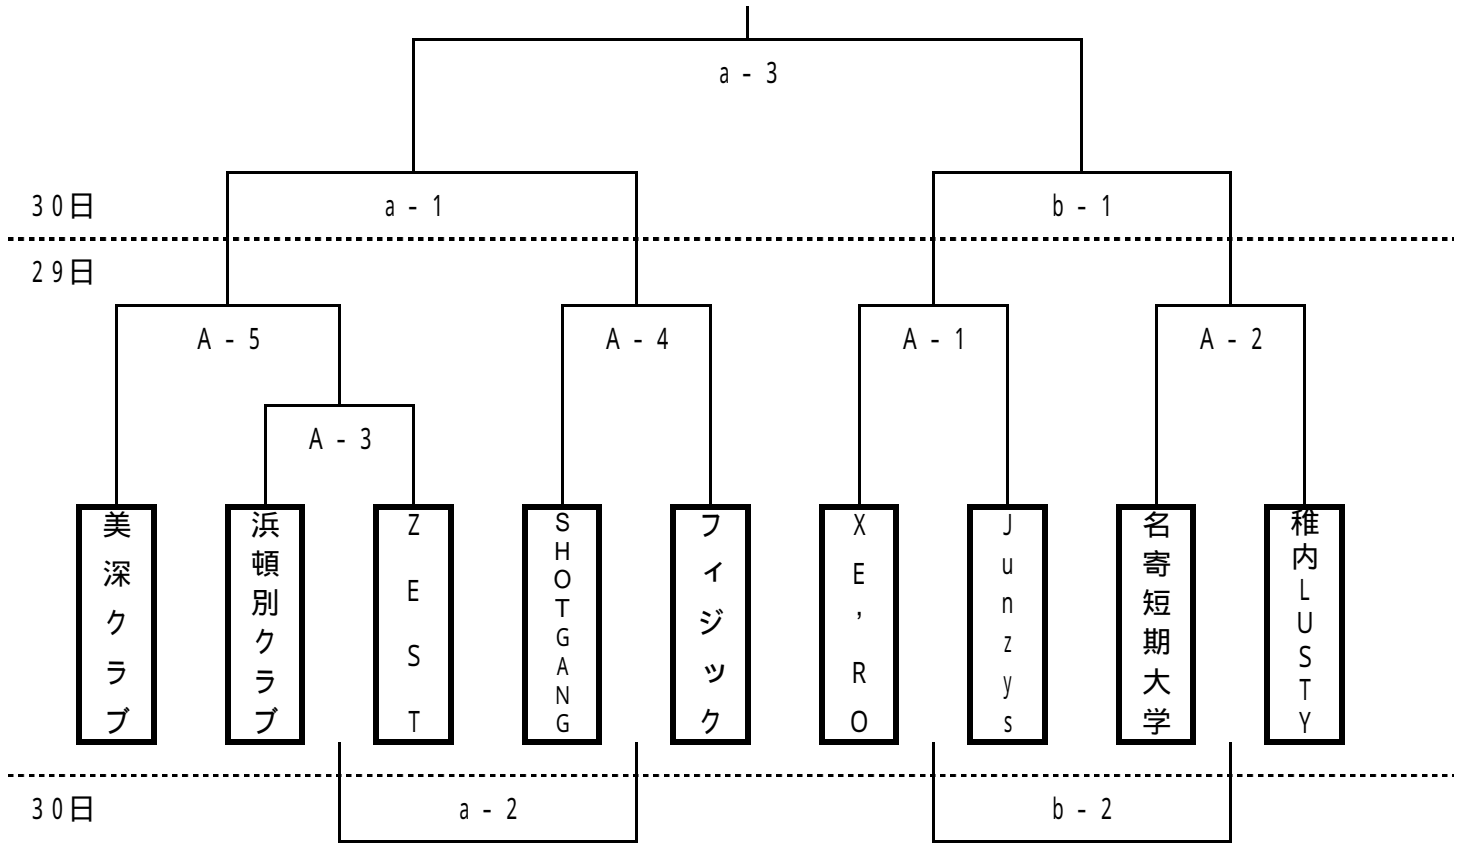 a - 3
30日
a - 1
b - 1
29日
A - 5
A - 4
A - 1
A - 2
A - 3
美深クラブ
浜頓別クラブ
ZEST
SHOTGANG
フィジック
XE’RO
Junzys
名寄短期大学
稚内LUSTY
30日
a - 2
b - 2